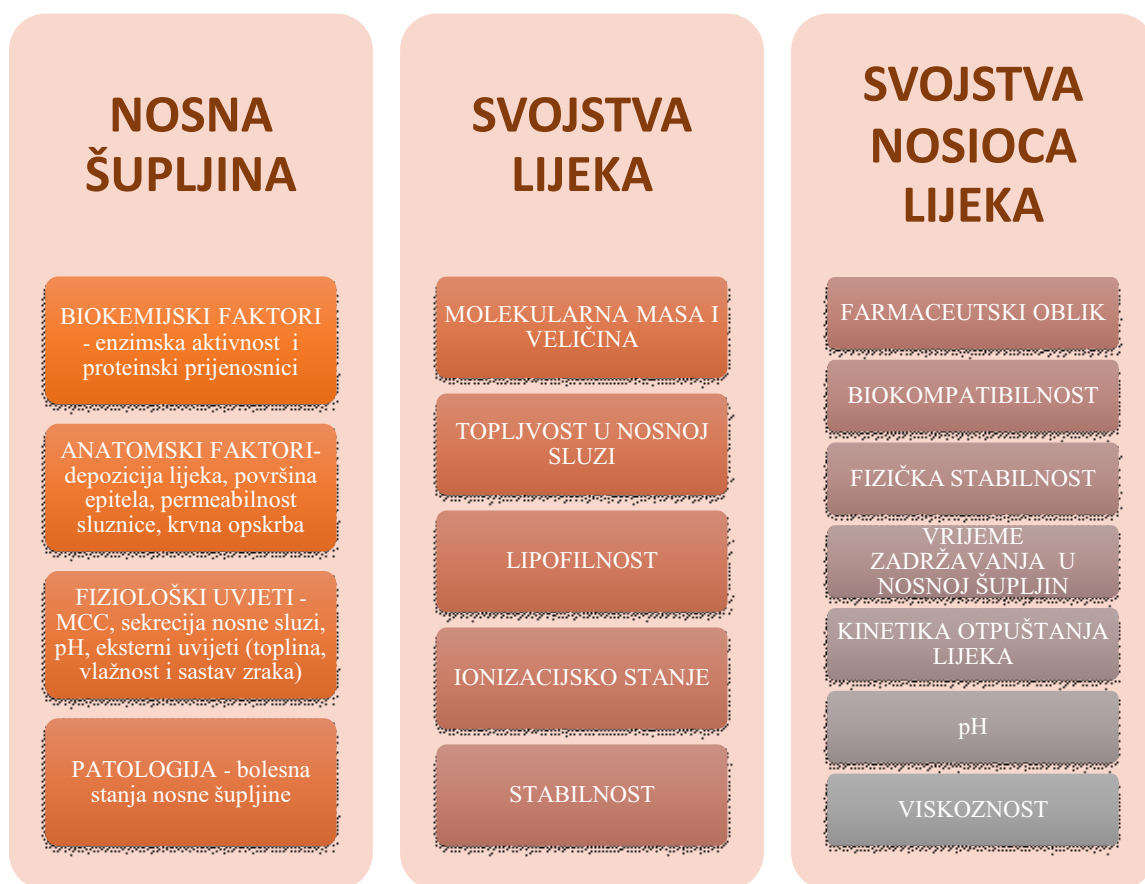 NOSNA
ŠUPLJINA
BIOKEMIJSKI FAKTORI
- enzimska aktivnost i
proteinski prijenosnici
ANATOMSKI FAKTORI-
depozicija lijeka, površina
epitela, permeabilnost
sluznice, krvna opskrba
FIZIOLOŠKI UVJETI -
MCC, sekrecija nosne sluzi,
pH, eksterni uvijeti (toplina,
vlažnost i sastav zraka)
PATOLOGIJA - bolesna
stanja nosne šupljine
SVOJSTVA
LIJEKA
MOLEKULARNA MASA I
VELIČINA
TOPLJVOST U NOSNOJ
SLUZI
LIPOFILNOST
IONIZACIJSKO STANJE
STABILNOST
SVOJSTVA
NOSIOCA
LIJEKA
FARMACEUTSKI OBLIK
BIOKOMPATIBILNOST
FIZIČKA STABILNOST
VRIJEME
ZADRŽAVANJA U
NOSNOJ ŠUPLJIN
KINETIKA OTPUŠTANJA
LIJEKA
pH
VISKOZNOST